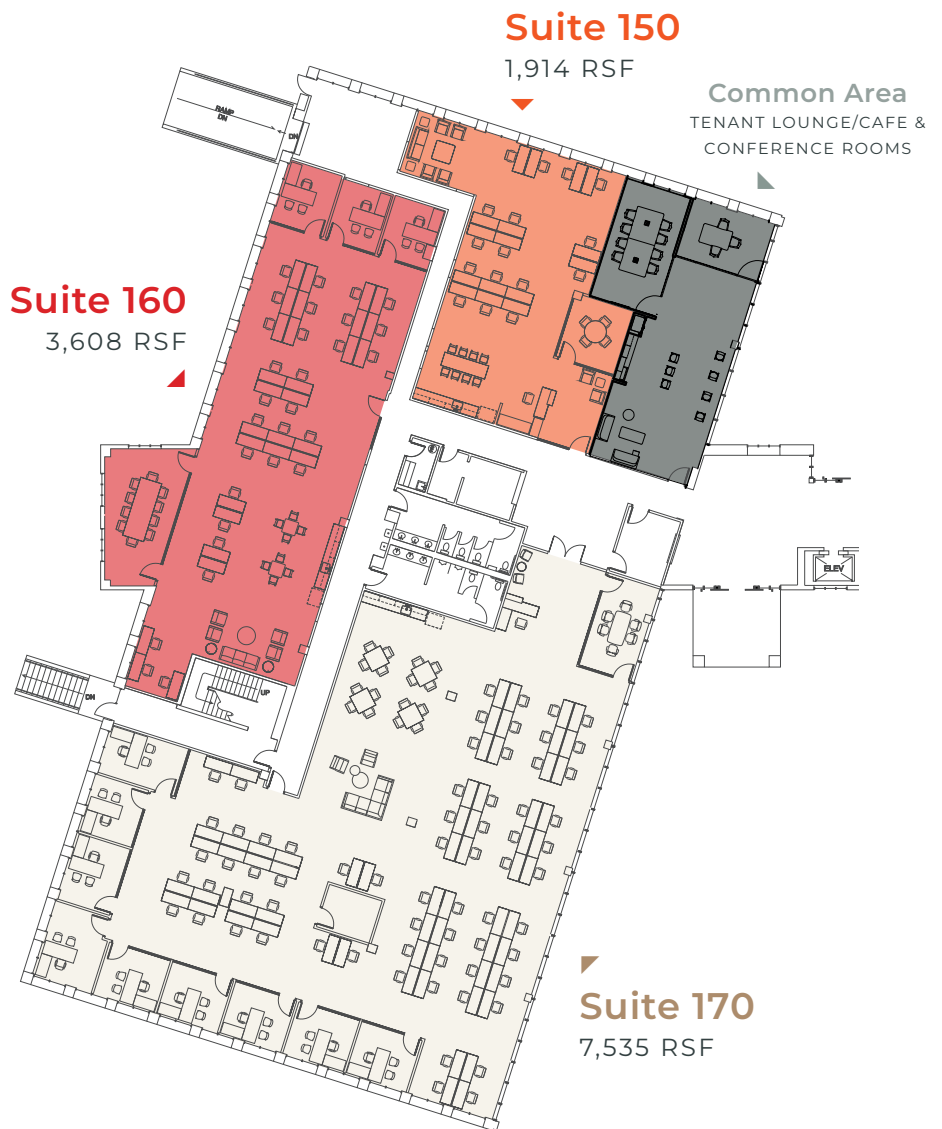 Suite 150
1,914 RSF
Common Area
TENANT LOUNGE/CAFE &
CONFERENCE ROOMS
RAMP
DN
DN
Suite 160
3,608 RSF
ELEV
UP
DN
Suite 170
7,535 RSF